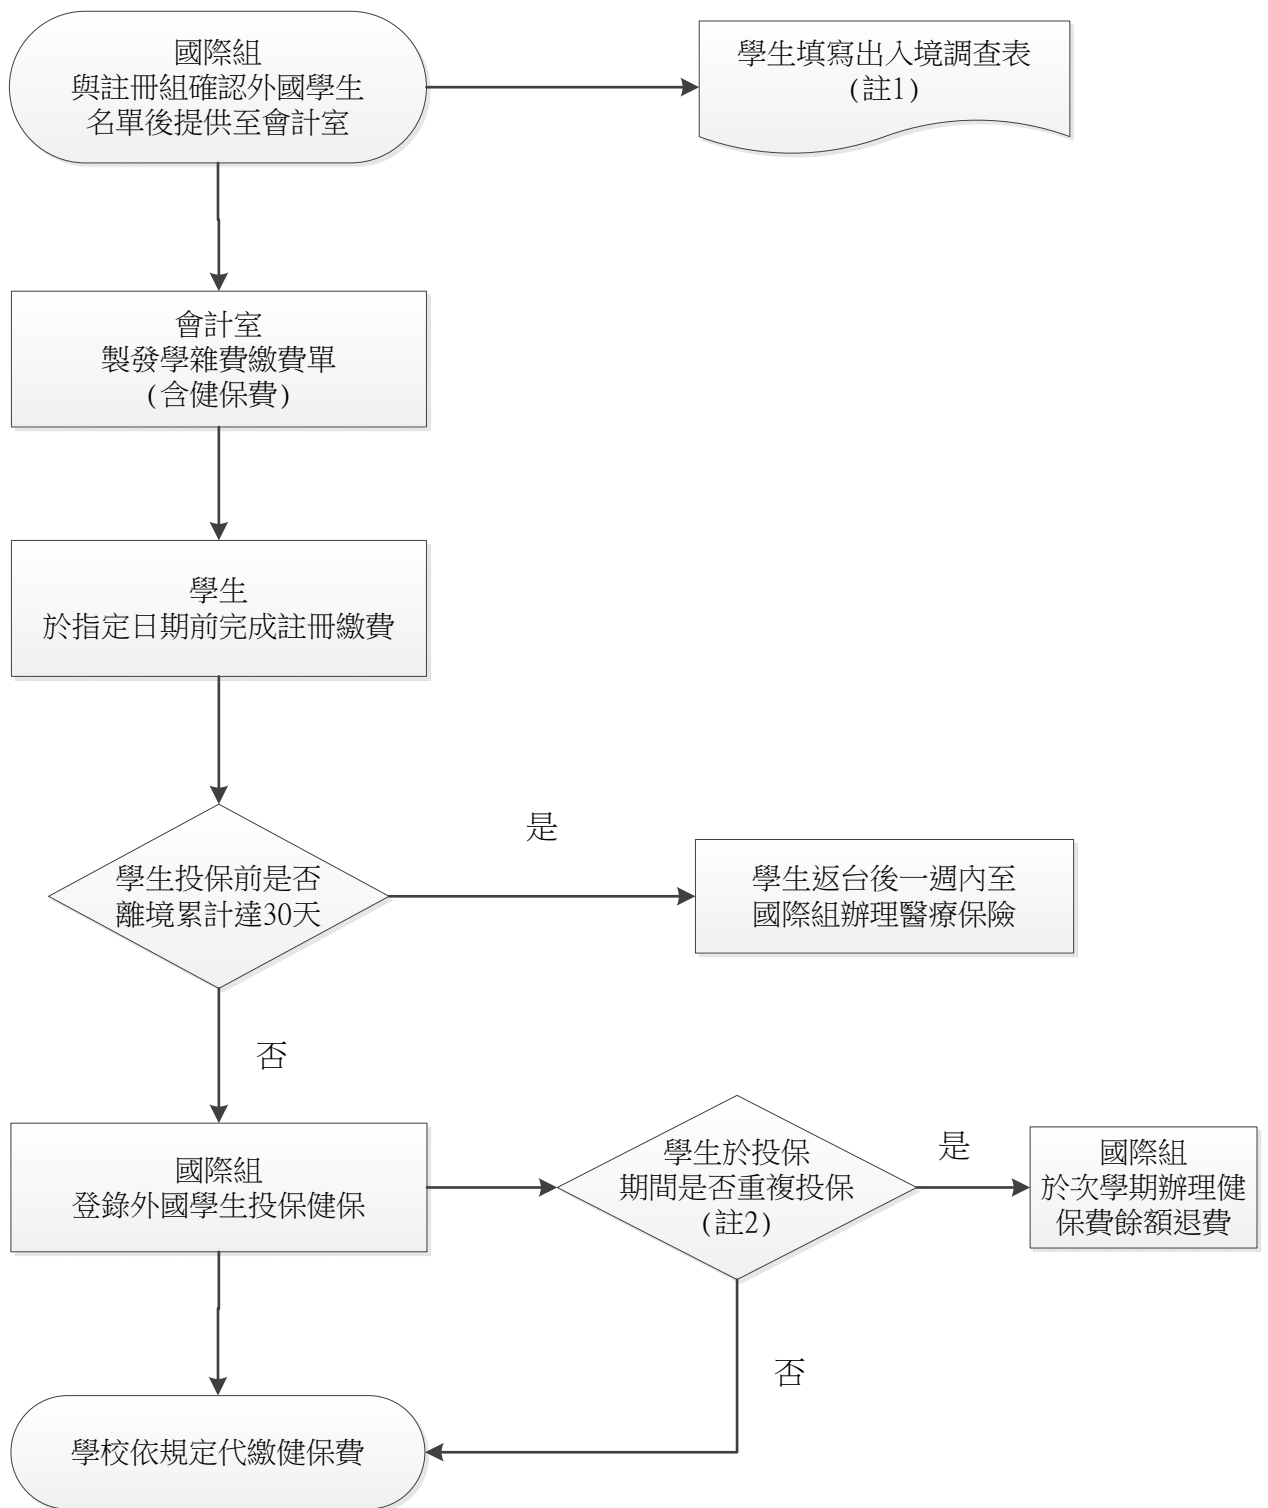 國際組
與註冊組確認外國學生
名單後提供至會計室
學生填寫出入境調查表
(註1)
會計室
製發學雜費繳費單
(含健保費)
學生
於指定日期前完成註冊繳費
學生投保前是否
離境累計達30天
是
學生返台後一週內至
國際組辦理醫療保險
否
國際組
登錄外國學生投保健保
學生於投保
期間是否重複投保
(註2)
是
國際組
於次學期辦理健
保費餘額退費
否
學校依規定代繳健保費